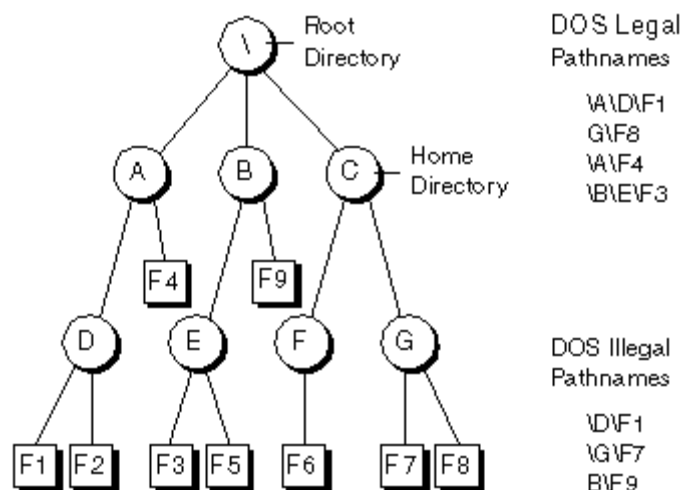 \
Root
Directory
DOS Legal
Pathnames
\A\D\F1
G\F8
\A\F4
\B\E\F3
A
B
C
Home
Directory
F4
F9
D
E
F
G
DOS Illegal
Pathnames
\D\F1
\G\F7
B\F9
F1
F2
F3
F5
F6
F7
F8